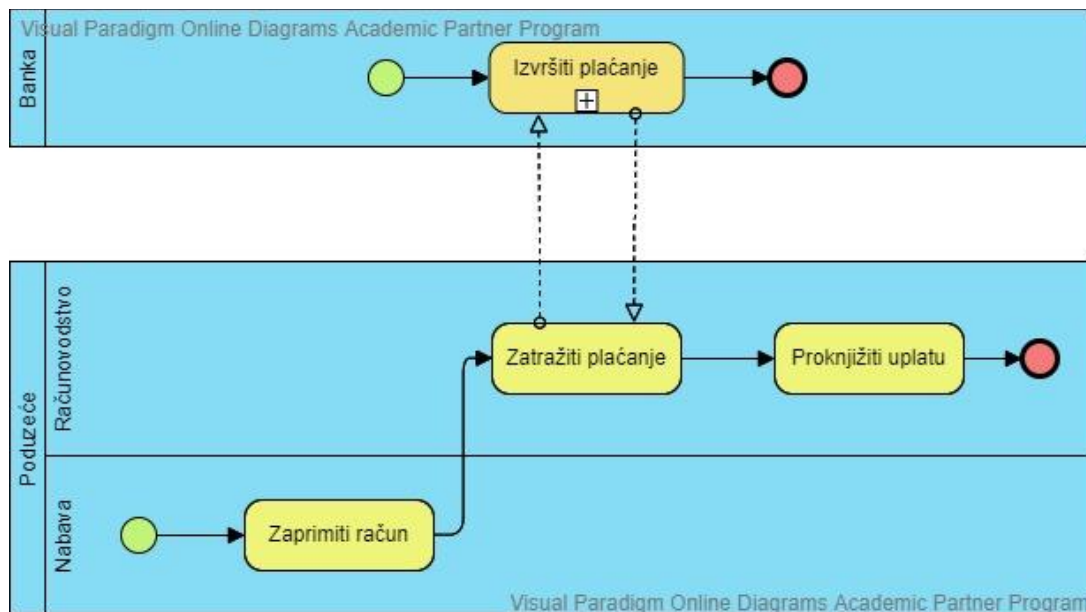 Visual Paradigm Online Diagrams Academic Partner Program
Banka
Izvršiti plaćanje
Poduzeće
Računovodstvo
Zatražiti plaćanje
Proknjižiti uplatu
Nabava
Zaprimiti račun
Visual Paradigm Online Diagrams Academic Partner Program